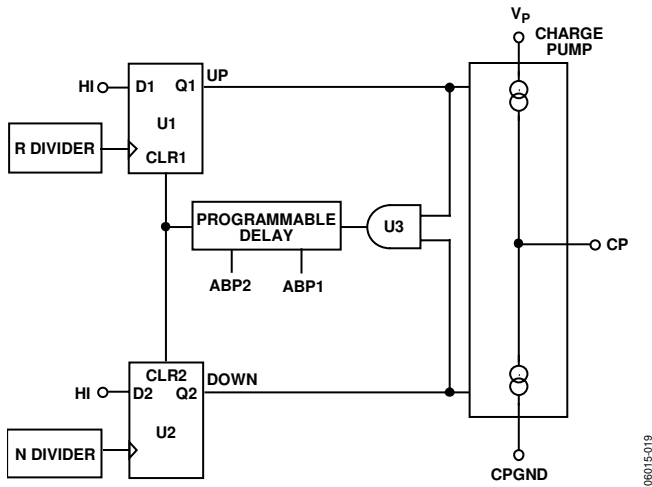 VP
CHARGE
PUMP
HI
D1
Q1
UP
U1
R DIVIDER
CLR1
PROGRAMMABLE
DELAY
U3
ABP2
ABP1
CP
CLR2
DOWN
HI
D2
Q2
U2
N DIVIDER
CPGND
06015-019